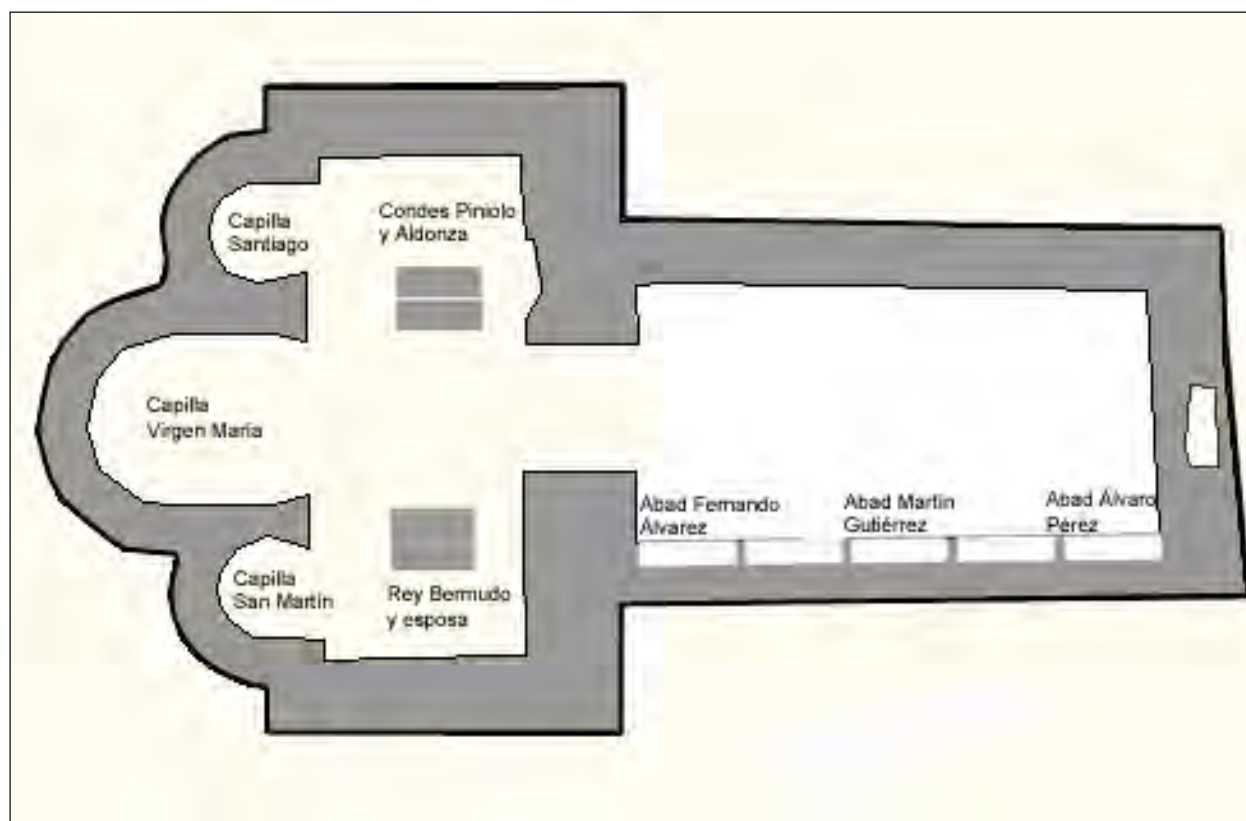 Capilla
Santiago
Condes Piniolo
y Aldonza
Capilla
Virgen María
Abad Fernando
Álvarez
Abad Martín
Gutiérrez
Abad Álvaro
Pérez
Capilla
San Martín
Rey Bermudo
y esposa